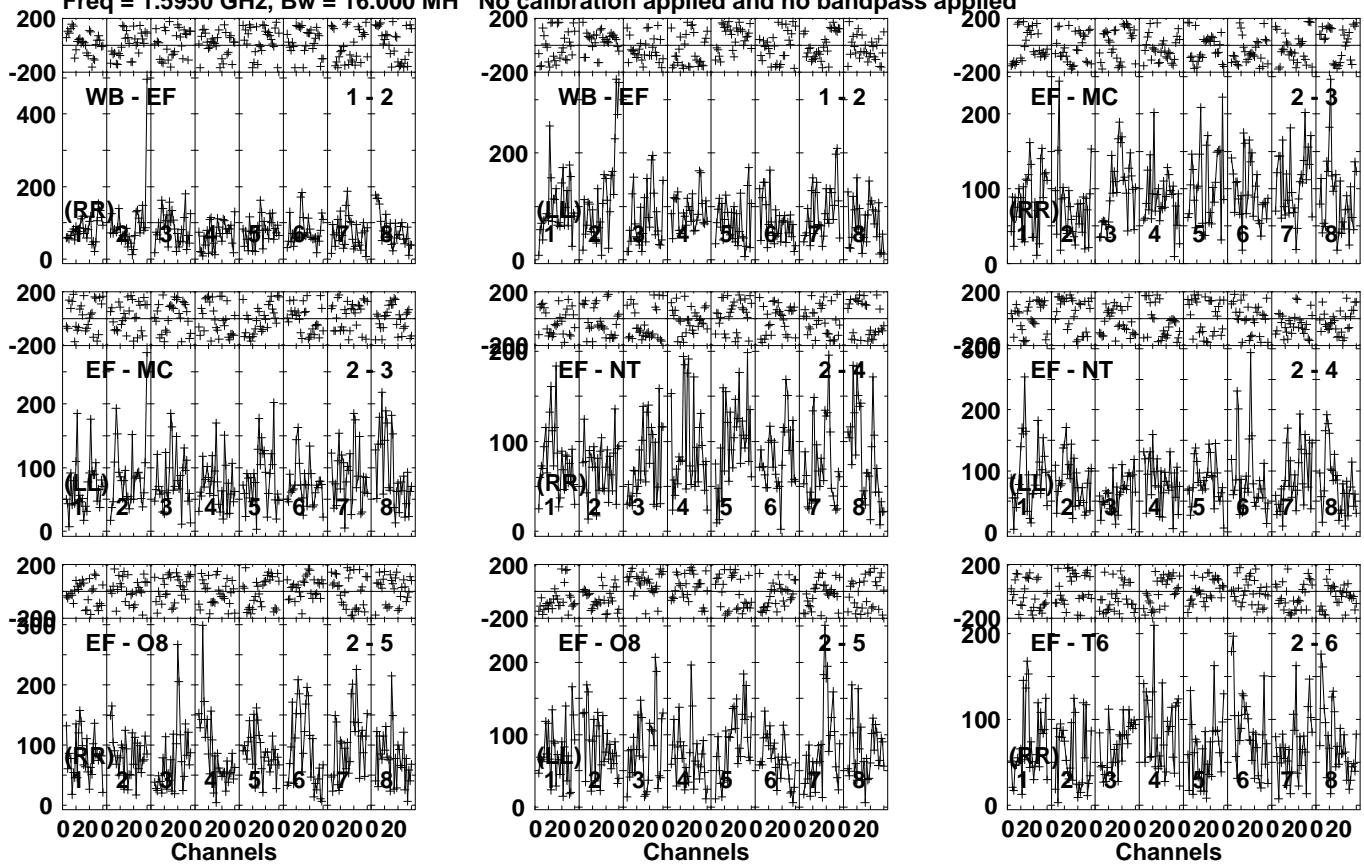 Freq = 1.5950 GHz, Bw = 16.000 MH No calibration applied and no bandpass applied
200 200 200
-200 -200 -200
WB - EF 1 - 2 WB - EF 1 - 2 EF - MC 2 - 3
400
200 200 200
100
(RR) (LL) (RR)
1 2 3 4 5 6 7 8 1 2 3 4 5 6 7 8 1 2 3 4 5 6 7 8
0 0 0
200 200 200
-200 -200 -200
200 300
EF - MC 2 - 3 EF - NT 2 - 4 EF - NT 2 - 4
200 200
100 100 100
(LL) (RR) (LL)
1 2 3 4 5 6 7 8 1 2 3 4 5 6 7 8 1 2 3 4 5 6 7 8
0 0 0
200 200 200
-200 -200 -200
300
EF - O8 2 - 5 EF - O8 2 - 5 EF - T6 2 - 6
200 200 200
100 100 100
(RR) (LL) (RR)
1 2 3 4 5 6 7 8 1 2 3 4 5 6 7 8 1 2 3 4 5 6 7 8
0 0 0
0 20 0 20 0 20 0 20 0 20 0 20 0 20 0 20 0 20 0 20 0 20 0 20 0 20 0 20 0 20 0 20 0 20 0 20 0 20 0 20 0 20 0 20 0 20 0 20
Channels Channels Channels